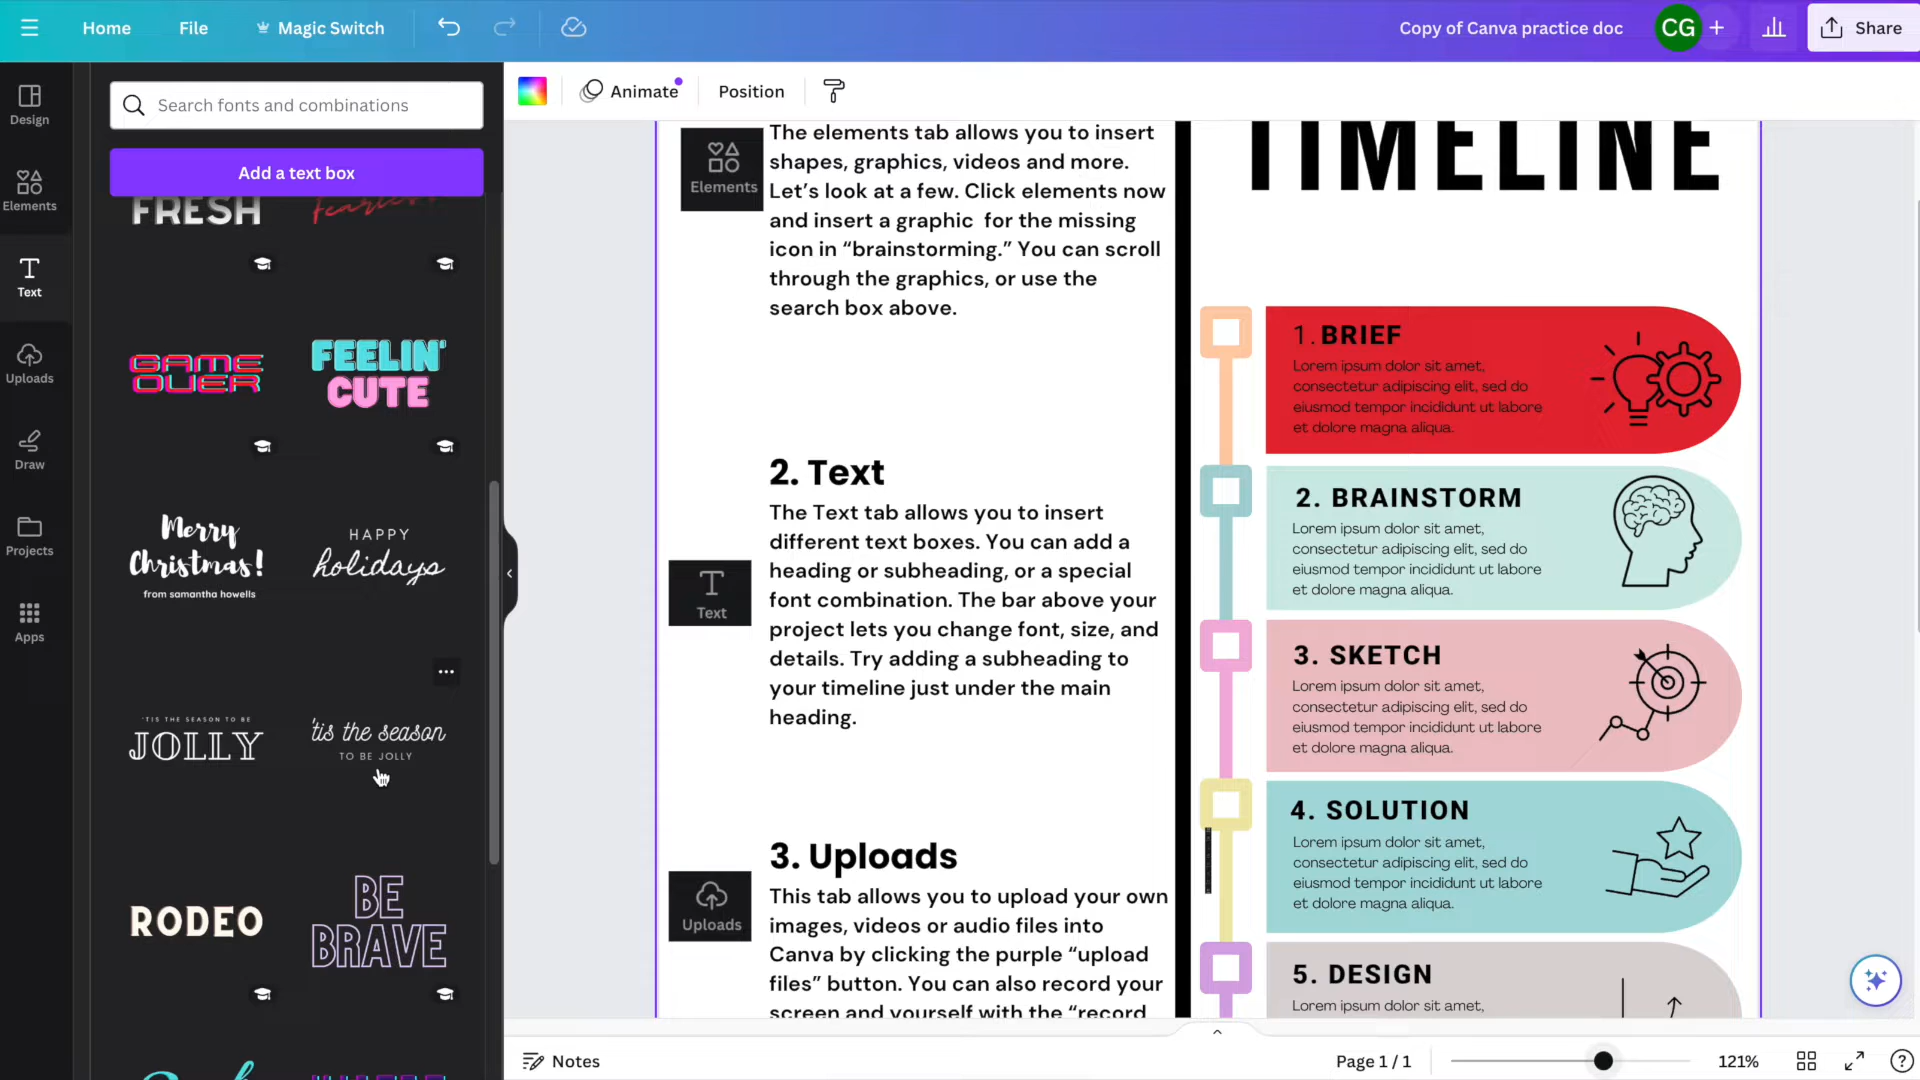 Home
File
Magic Switch
Copy of Canva practice doc
CG
Share
Design
Elements
Text
Uploads
Draw
Projects
Apps
Search fonts and combinations
Add a text box
FRESH
fearless
GAME
OVER
FEELIN'
CUTE
Merry
Christmas!
from samantha howells
HAPPY
holidays
'TIS THE SEASON TO BE
JOLLY
'tis the season
TO BE JOLLY
RODEO
BE
BRAVE
Animate
Position
Elements
The elements tab allows you to insert
shapes, graphics, videos and more.
Let’s look at a few. Click elements now
and insert a graphic  for the missing
icon in “brainstorming.” You can scroll
through the graphics, or use the
search box above.
2. Text
Text
The Text tab allows you to insert
different text boxes. You can add a
heading or subheading, or a special
font combination. The bar above your
project lets you change font, size, and
details. Try adding a subheading to
your timeline just under the main
heading.
3. Uploads
Uploads
This tab allows you to upload your own
images, videos or audio files into
Canva by clicking the purple “upload
files” button. You can also record your
screen and yourself with the “record
TIMELINE
1. BRIEF
Lorem ipsum dolor sit amet,
consectetur adipiscing elit, sed do
eiusmod tempor incididunt ut labore
et dolore magna aliqua.
2. BRAINSTORM
Lorem ipsum dolor sit amet,
consectetur adipiscing elit, sed do
eiusmod tempor incididunt ut labore
et dolore magna aliqua.
3. SKETCH
Lorem ipsum dolor sit amet,
consectetur adipiscing elit, sed do
eiusmod tempor incididunt ut labore
et dolore magna aliqua.
4. SOLUTION
Lorem ipsum dolor sit amet,
consectetur adipiscing elit, sed do
eiusmod tempor incididunt ut labore
et dolore magna aliqua.
5. DESIGN
Lorem ipsum dolor sit amet,
Notes
Page 1 / 1
121%